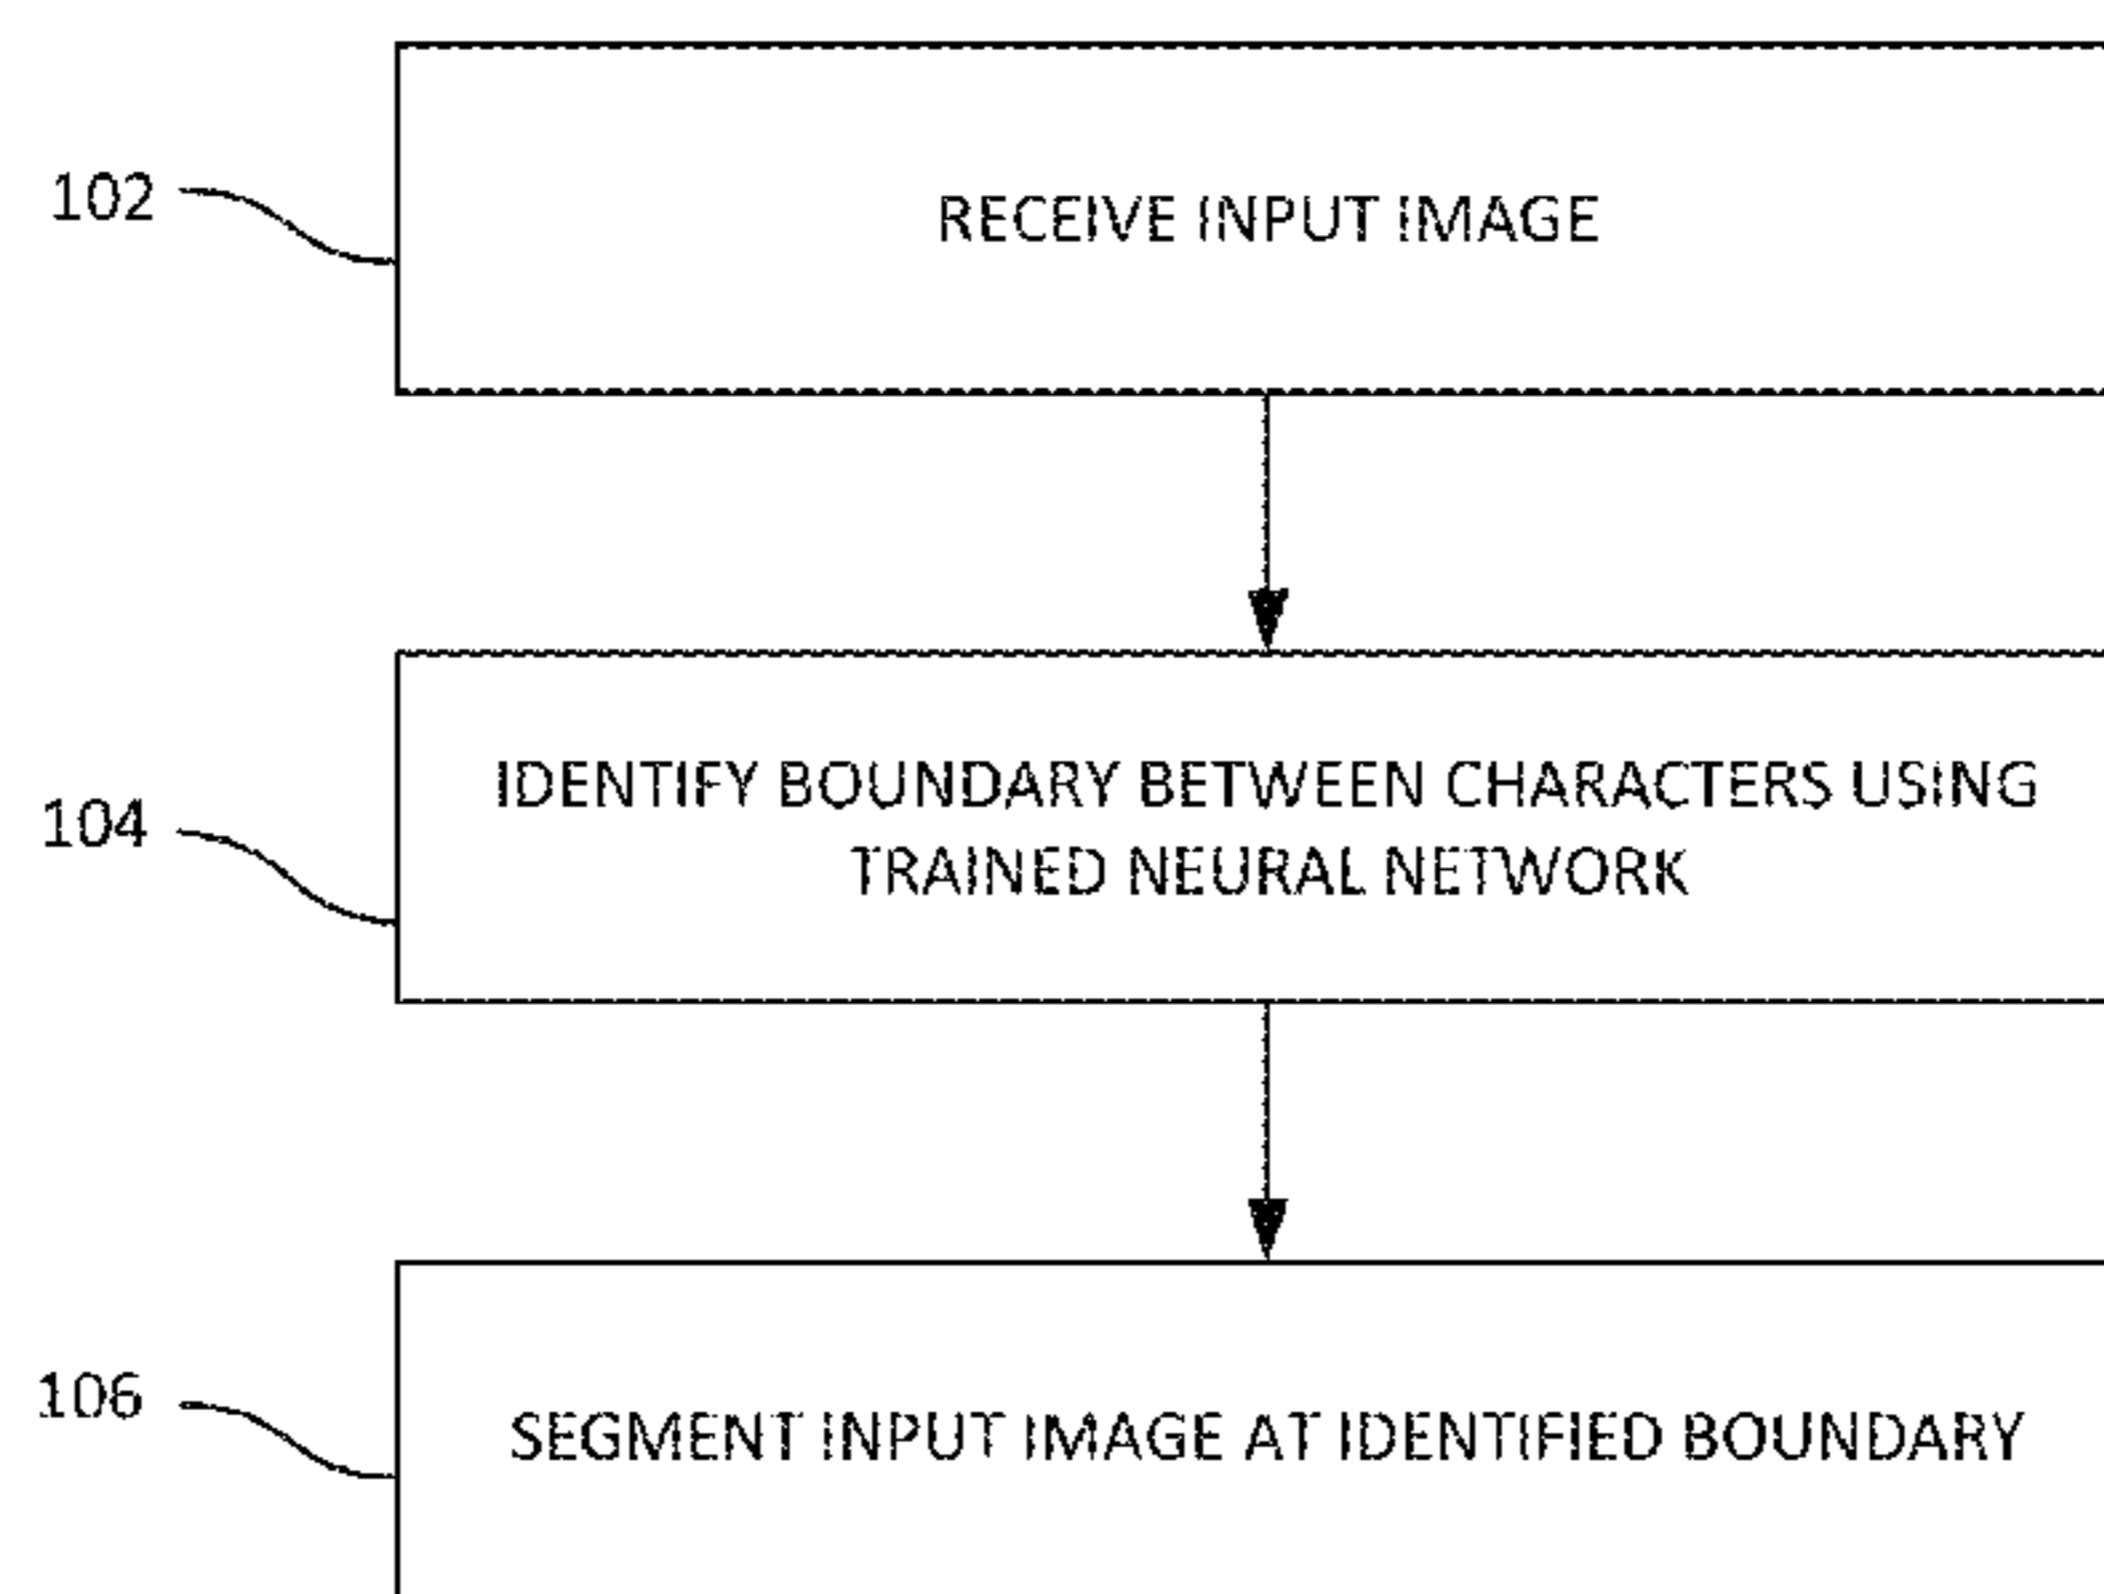 102
RECEIVE INPUT IMAGE
104
IDENTIFY BOUNDARY BETWEEN CHARACTERS USING
TRAINED NEURAL NETWORK
106
SEGMENT INPUT IMAGE AT IDENTIFIED BOUNDARY